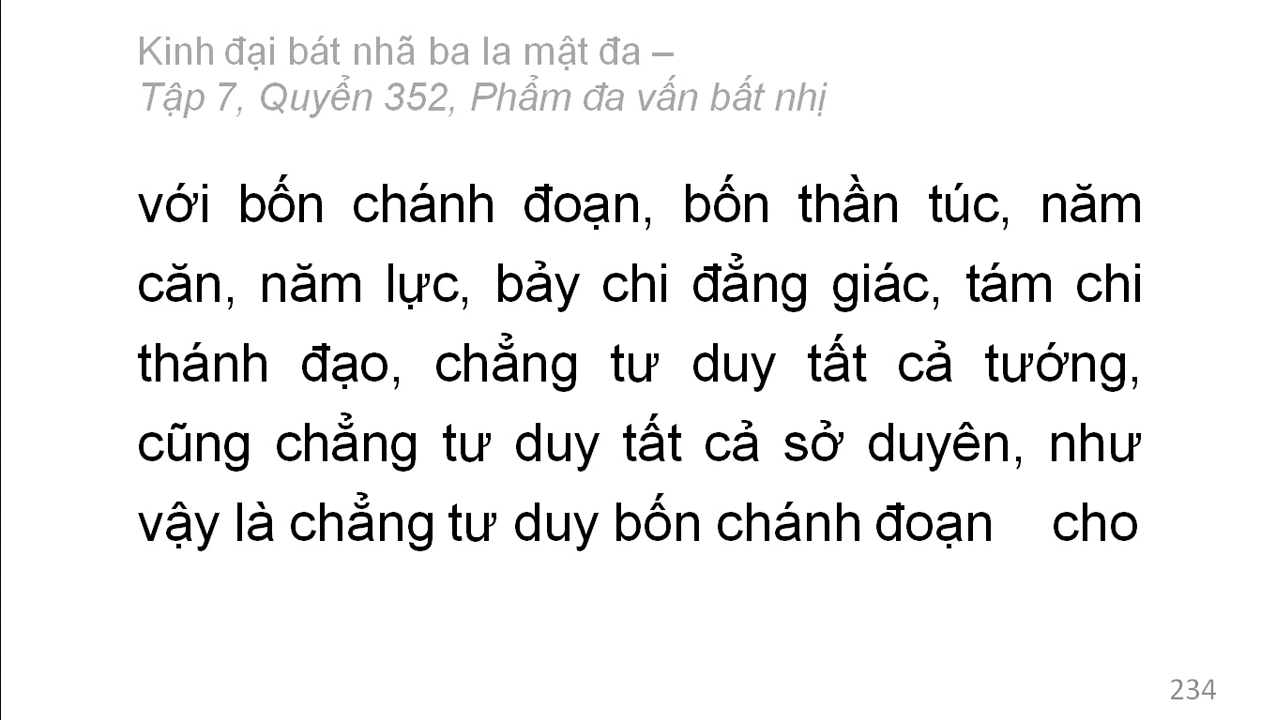 Kinh đại bát nhã ba la mật đa –
Tập 7, Quyển 352, Phẩm đa vấn bất nhị
với bốn chánh đoạn, bốn thần túc, năm
căn, năm lực, bảy chi đẳng giác, tám chi
thánh đạo, chẳng tư duy tất cả tướng,
cũng chẳng tư duy tất cả sở duyên, như
vậy là chẳng tư duy bốn chánh đoạn cho
234